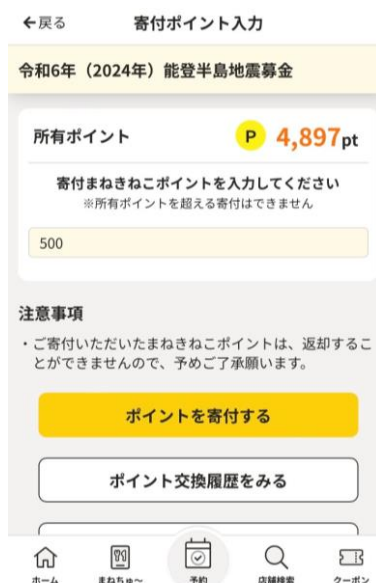 ←戻る 寄付ポイント入力
令和6年（2024年）能登半島地震募金
所有ポイント P 4,897pt
寄付まねきねこポイントを入力してください
※所有ポイントを超える寄付はできません
500
注意事項
・ご寄付いただいたまねきねこポイントは、返却するこ
とができませんので、予めご了承願います。
ポイントを寄付する
ポイント交換履歴をみる
ホーム まねちゅ〜 予約 店舗検索 クーポン